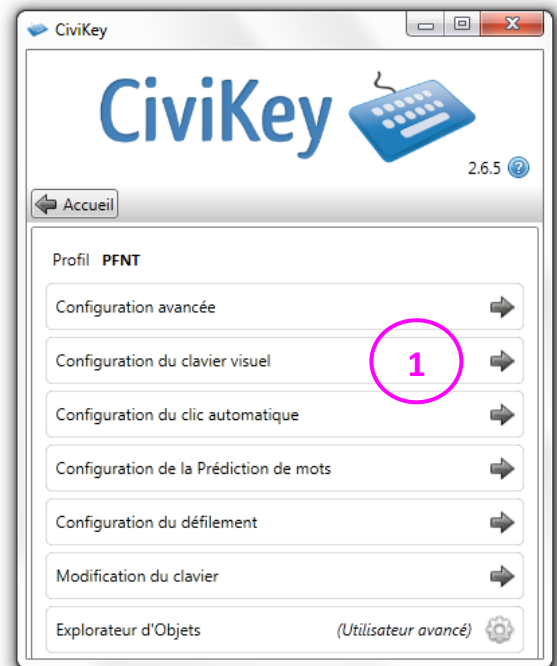 CiviKey
CiviKey
2.6.5 ?
Accueil
Profil PFNT
Configuration avancée
Configuration du clavier visuel 1
Configuration du clic automatique
Configuration de la Prédiction de mots
Configuration du défilement
Modification du clavier
Explorateur d'Objets (Utilisateur avancé)